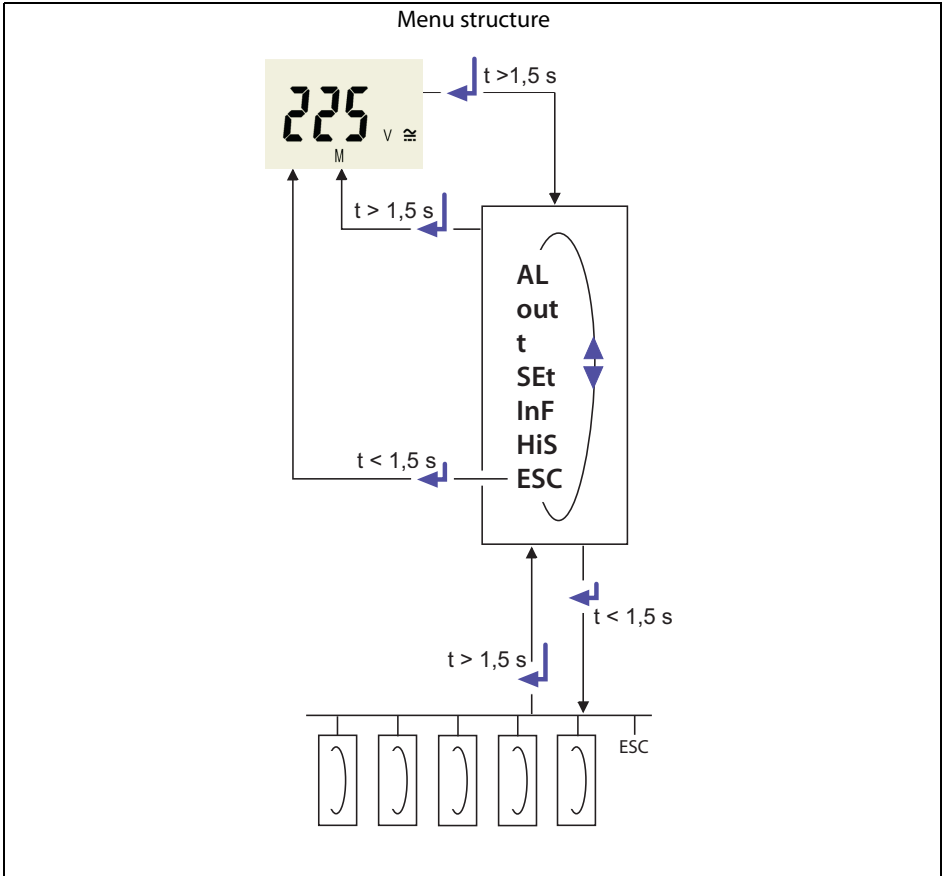 Menu structure
t >1,5 s
225 V ≅
M
t > 1,5 s
AL
out
t
SEt
InF
HiS
t < 1,5 s
ESC
t < 1,5 s
t > 1,5 s
ESC